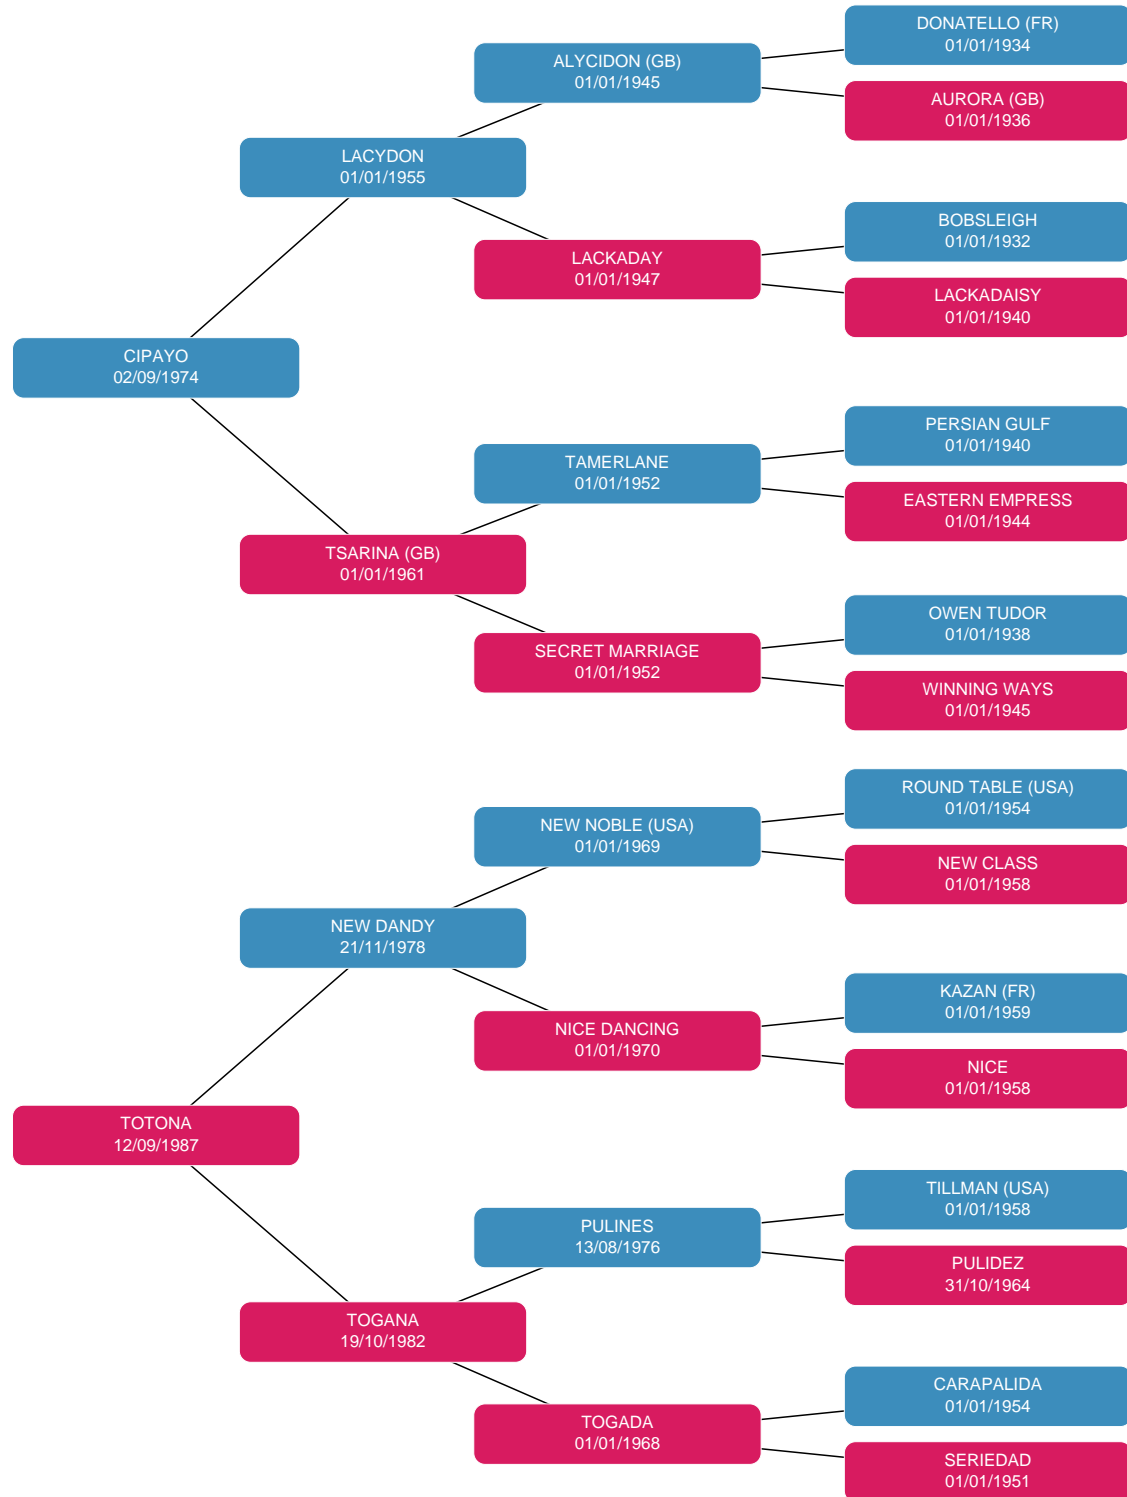 DONATELLO (FR)
01/01/1934
ALYCIDON (GB)
01/01/1945
AURORA (GB)
01/01/1936
LACYDON
01/01/1955
BOBSLEIGH
01/01/1932
LACKADAY
01/01/1947
LACKADAISY
01/01/1940
CIPAYO
02/09/1974
PERSIAN GULF
01/01/1940
TAMERLANE
01/01/1952
EASTERN EMPRESS
01/01/1944
TSARINA (GB)
01/01/1961
OWEN TUDOR
01/01/1938
SECRET MARRIAGE
01/01/1952
WINNING WAYS
01/01/1945
ROUND TABLE (USA)
01/01/1954
NEW NOBLE (USA)
01/01/1969
NEW CLASS
01/01/1958
NEW DANDY
21/11/1978
KAZAN (FR)
01/01/1959
NICE DANCING
01/01/1970
NICE
01/01/1958
TOTONA
12/09/1987
TILLMAN (USA)
01/01/1958
PULINES
13/08/1976
PULIDEZ
31/10/1964
TOGANA
19/10/1982
CARAPALIDA
01/01/1954
TOGADA
01/01/1968
SERIEDAD
01/01/1951